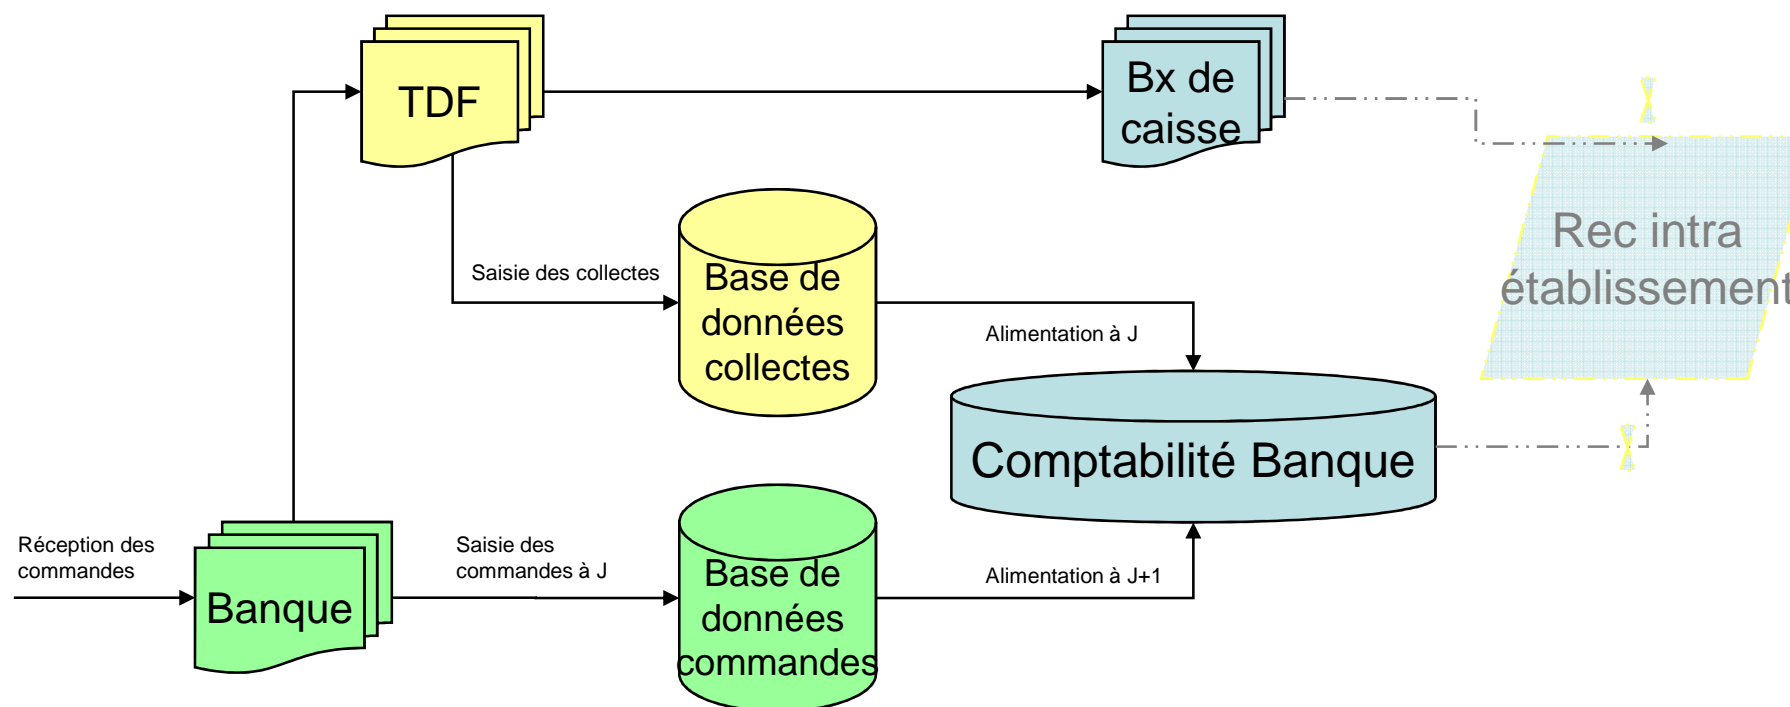 TDF
Bx de
caisse
Rec intra
établissement
Saisie des collectes
Base de
données
collectes
Alimentation à J
Comptabilité Banque
Réception des
commandes
Banque
Saisie des
commandes à J
Base de
données
commandes
Alimentation à J+1